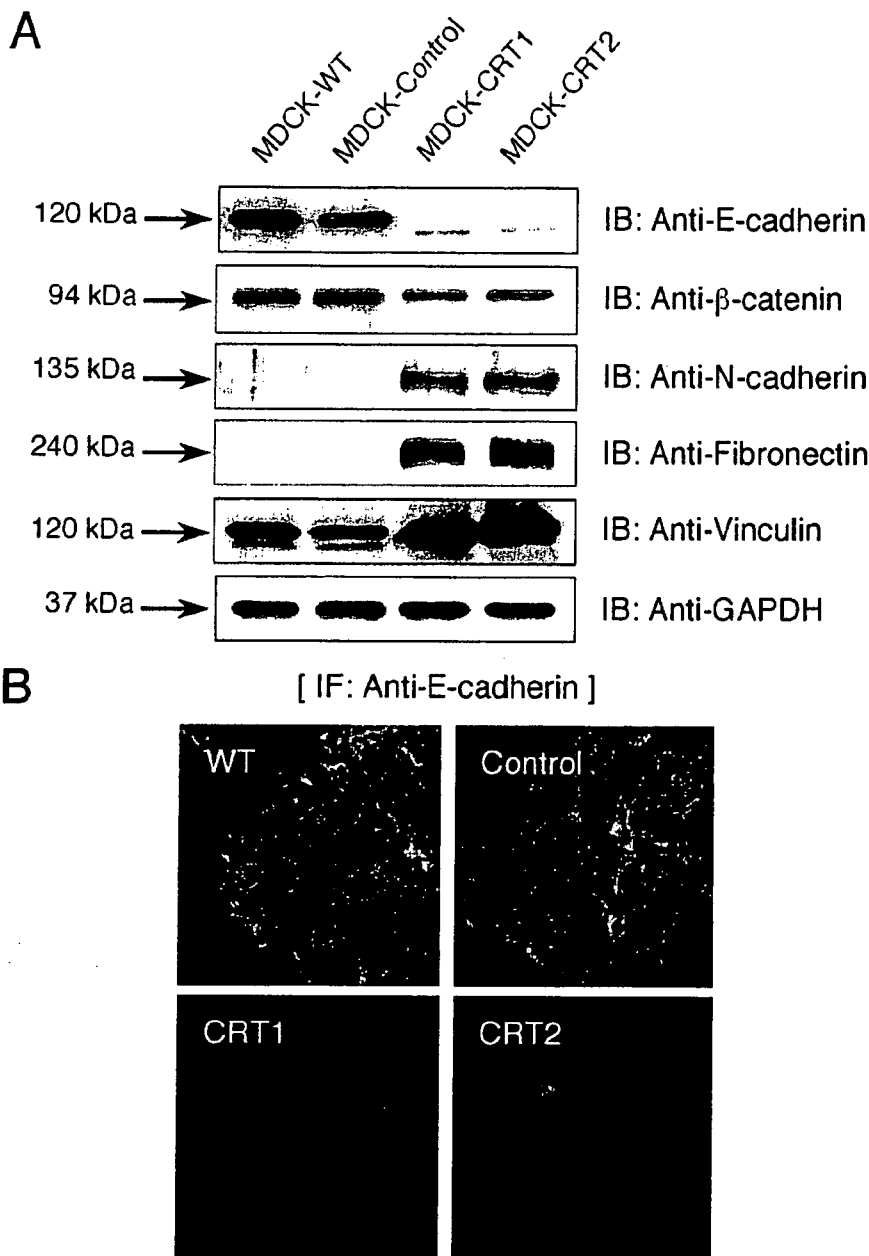 A
MDCK-WT
MDCK-Control
MDCK-CRT1
MDCK-CRT2
120 kDa
IB: Anti-E-cadherin
94 kDa
IB: Anti-β-catenin
135 kDa
IB: Anti-N-cadherin
240 kDa
IB: Anti-Fibronectin
120 kDa
IB: Anti-Vinculin
37 kDa
IB: Anti-GAPDH
B
[ IF: Anti-E-cadherin ]
WT
Control
CRT1
CRT2